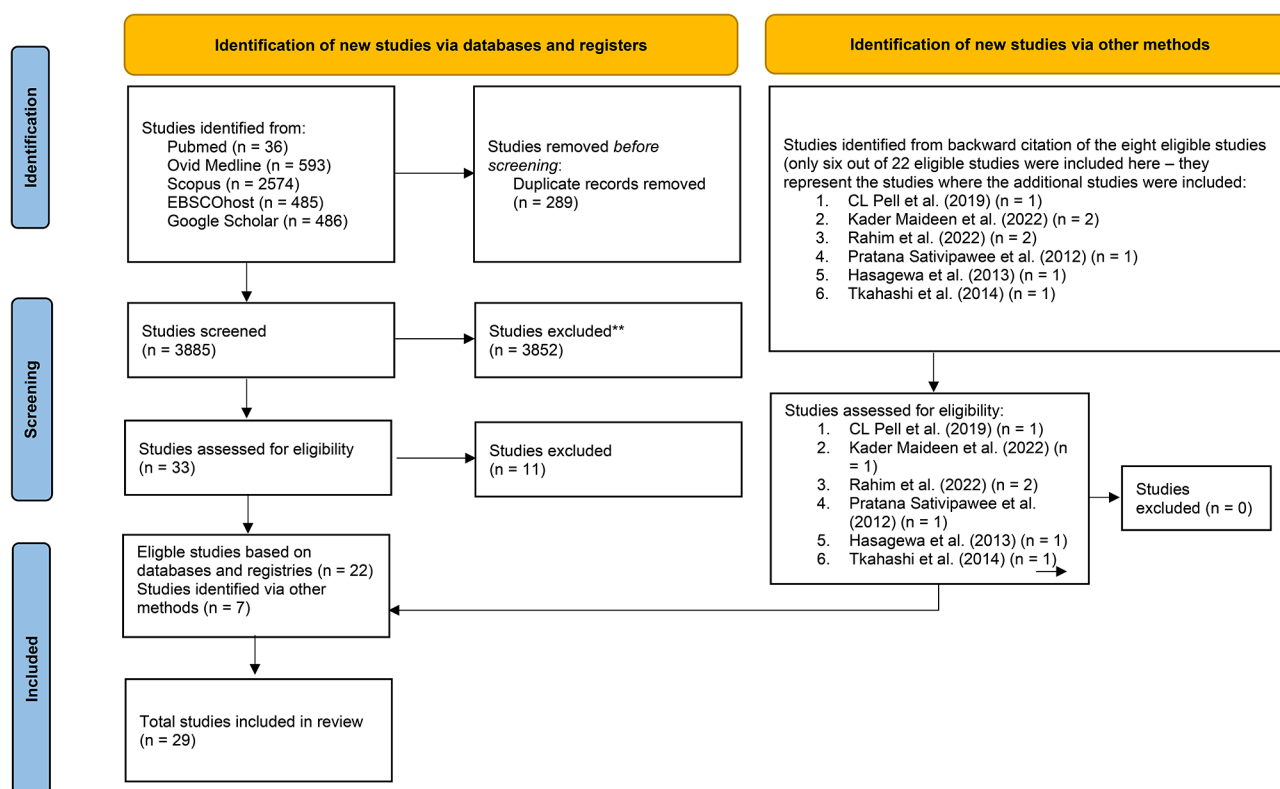 Identification of new studies via databases and registers
Identification of new studies via other methods
Identification
Studies identified from:
Pubmed (n = 36)
Ovid Medline (n = 593)
Scopus (n = 2574)
EBSCOhost (n = 485)
Google Scholar (n = 486)
Studies removed before
screening:
Duplicate records removed
(n = 289)
Studies identified from backward citation of the eight eligible studies
(only six out of 22 eligible studies were included here – they
represent the studies where the additional studies were included:
1. CL Pell et al. (2019) (n = 1)
2. Kader Maideen et al. (2022) (n = 2)
3. Rahim et al. (2022) (n = 2)
4. Pratana Sativipawee et al. (2012) (n = 1)
5. Hasagewa et al. (2013) (n = 1)
6. Tkahashi et al. (2014) (n = 1)
Screening
Studies screened
(n = 3885)
Studies excluded**
(n = 3852)
Studies assessed for eligibility
(n = 33)
Studies excluded
(n = 11)
Studies assessed for eligibility:
1. CL Pell et al. (2019) (n = 1)
2. Kader Maideen et al. (2022) (n
= 1)
3. Rahim et al. (2022) (n = 2)
4. Pratana Sativipawee et al.
(2012) (n = 1)
5. Hasagewa et al. (2013) (n = 1)
6. Tkahashi et al. (2014) (n = 1)
Studies
excluded (n = 0)
Included
Eligble studies based on
databases and registries (n = 22)
Studies identified via other
methods (n = 7)
Total studies included in review
(n = 29)